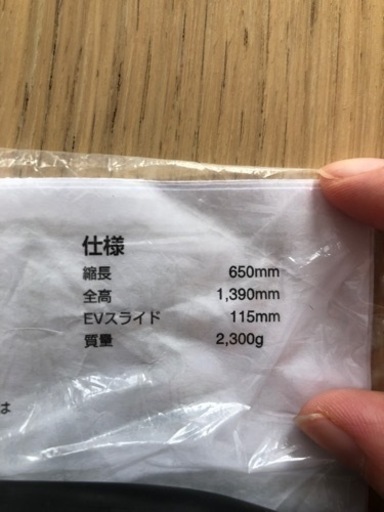 仕様
縮長 650mm
全高 1,390mm
EVスライド 115mm
質量 2,300g
は